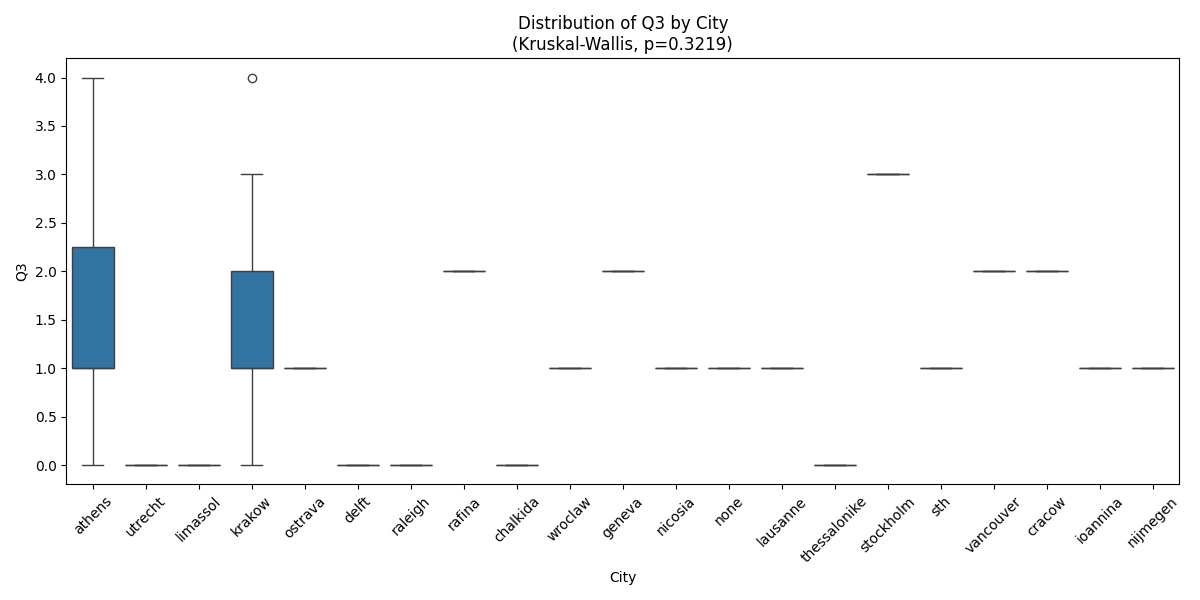 Distribution of Q3 by City
(Kruskal-Wallis, p=0.3219)
Q3
4.0
3.5
3.0
2.5
2.0
1.5
1.0
0.5
0.0
athens
utrecht
limassol
krakow
ostrava
delft
raleigh
rafina
chalkida
wroclaw
geneva
nicosia
none
lausanne
thessalonike
stockholm
sth
vancouver
cracow
ioannina
nijmegen
City